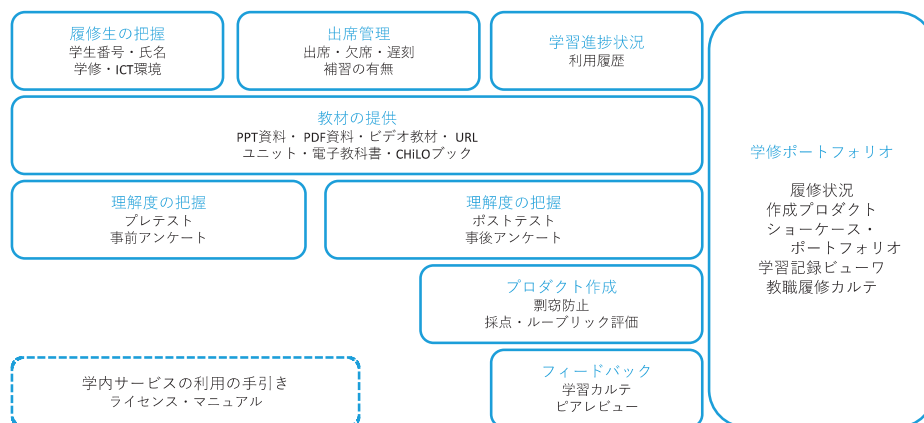 履修生の把握
学生番号・氏名
学修・ICT環境
出席管理
出席・欠席・遅刻
補習の有無
学習進捗状況
利用履歴
教材の提供
PPT資料・ PDF資料・ビデオ教材・ URL
ユニット・電子教科書・CHiLOブック
理解度の把握
プレテスト
事前アンケート
理解度の把握
ポストテスト
事後アンケート
プロダクト作成
剽窃防止
採点・ルーブリック評価
フィードバック
学習カルテ
ピアレビュー
学内サービスの利用の手引き
ライセンス・マニュアル
学修ポートフォリオ
履修状況
作成プロダクト
ショーケース・
ポートフォリオ
学習記録ビューワ
教職履修カルテ